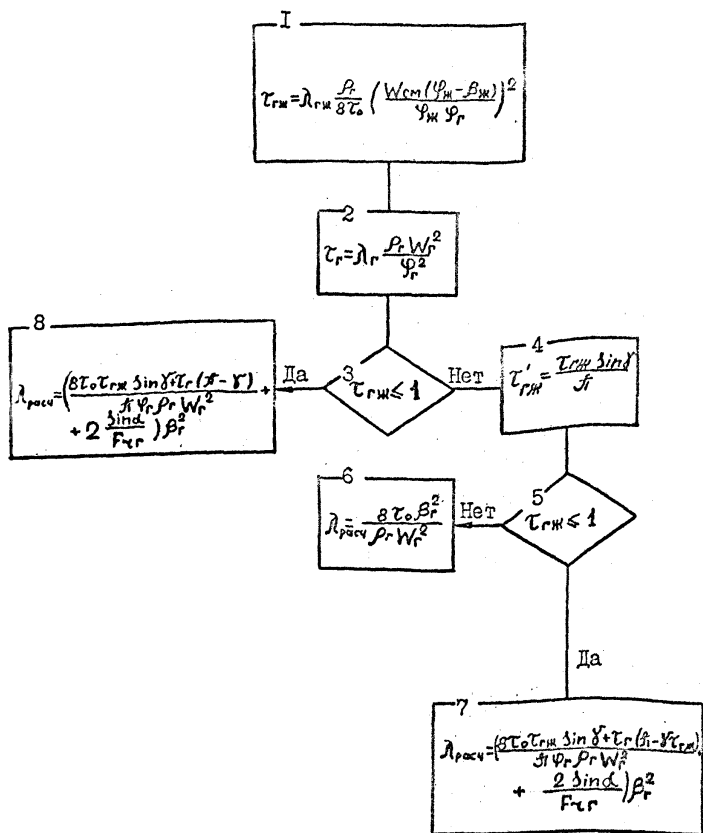 I
τгж = λгж ρг/8τ₀ (Wсм(φж - βж)/φж φг)²
2
τг = λг ρг Wг²/φг²
3
τгж ≤ 1
Да
Нет
8
λрасч = (8τ₀τгж sinγ + τг(π - γ)/π φг ρг Wг² +
+ 2 sinα/Fчг) βг²
4
τ'гж = τгж sinγ/π
5
τгж ≤ 1
Нет
6
λрасч = 8τ₀ βг²/ρг Wг²
Да
7
λрасч = (8τ₀τгж sinγ + τг(π - γτгж)/π φг ρг Wг²
+ 2 sinα/Fчг) βг²